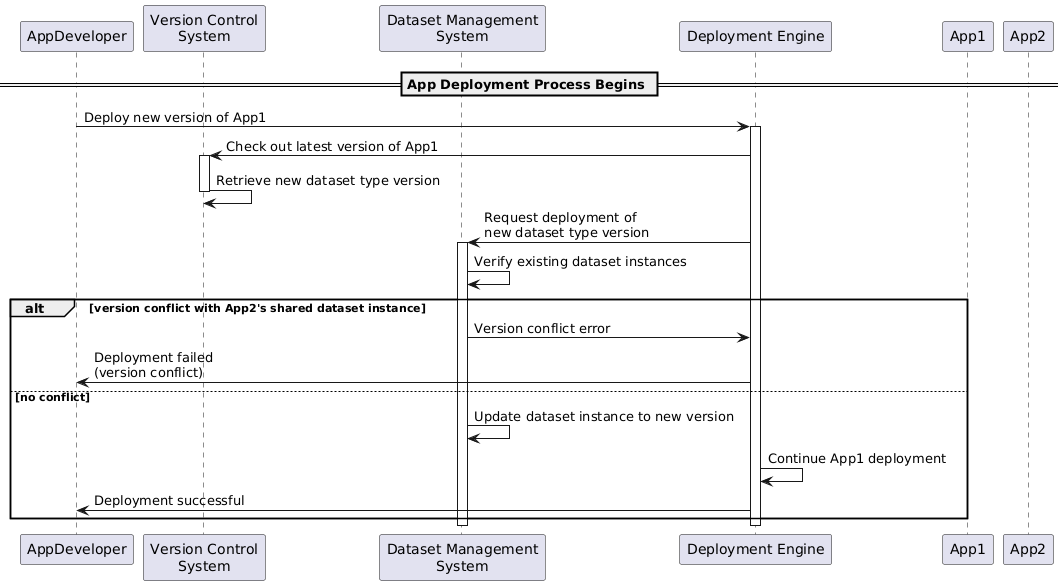 AppDeveloper
Version Control
System
Dataset Management
System
Deployment Engine
App1
App2
App Deployment Process Begins
Deploy new version of App1
Check out latest version of App1
Retrieve new dataset type version
Request deployment of
new dataset type version
Verify existing dataset instances
alt
[version conflict with App2's shared dataset instance]
Version conflict error
Deployment failed
(version conflict)
[no conflict]
Update dataset instance to new version
Continue App1 deployment
Deployment successful
AppDeveloper
Version Control
System
Dataset Management
System
Deployment Engine
App1
App2